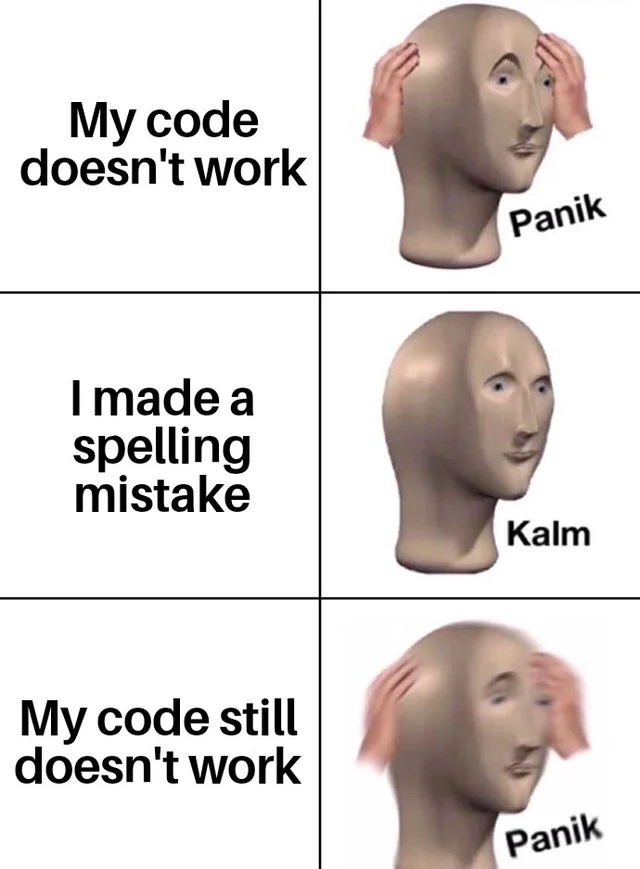 My code
doesn't work
Panik
I made a
spelling
mistake
Kalm
My code still
doesn't work
Panik